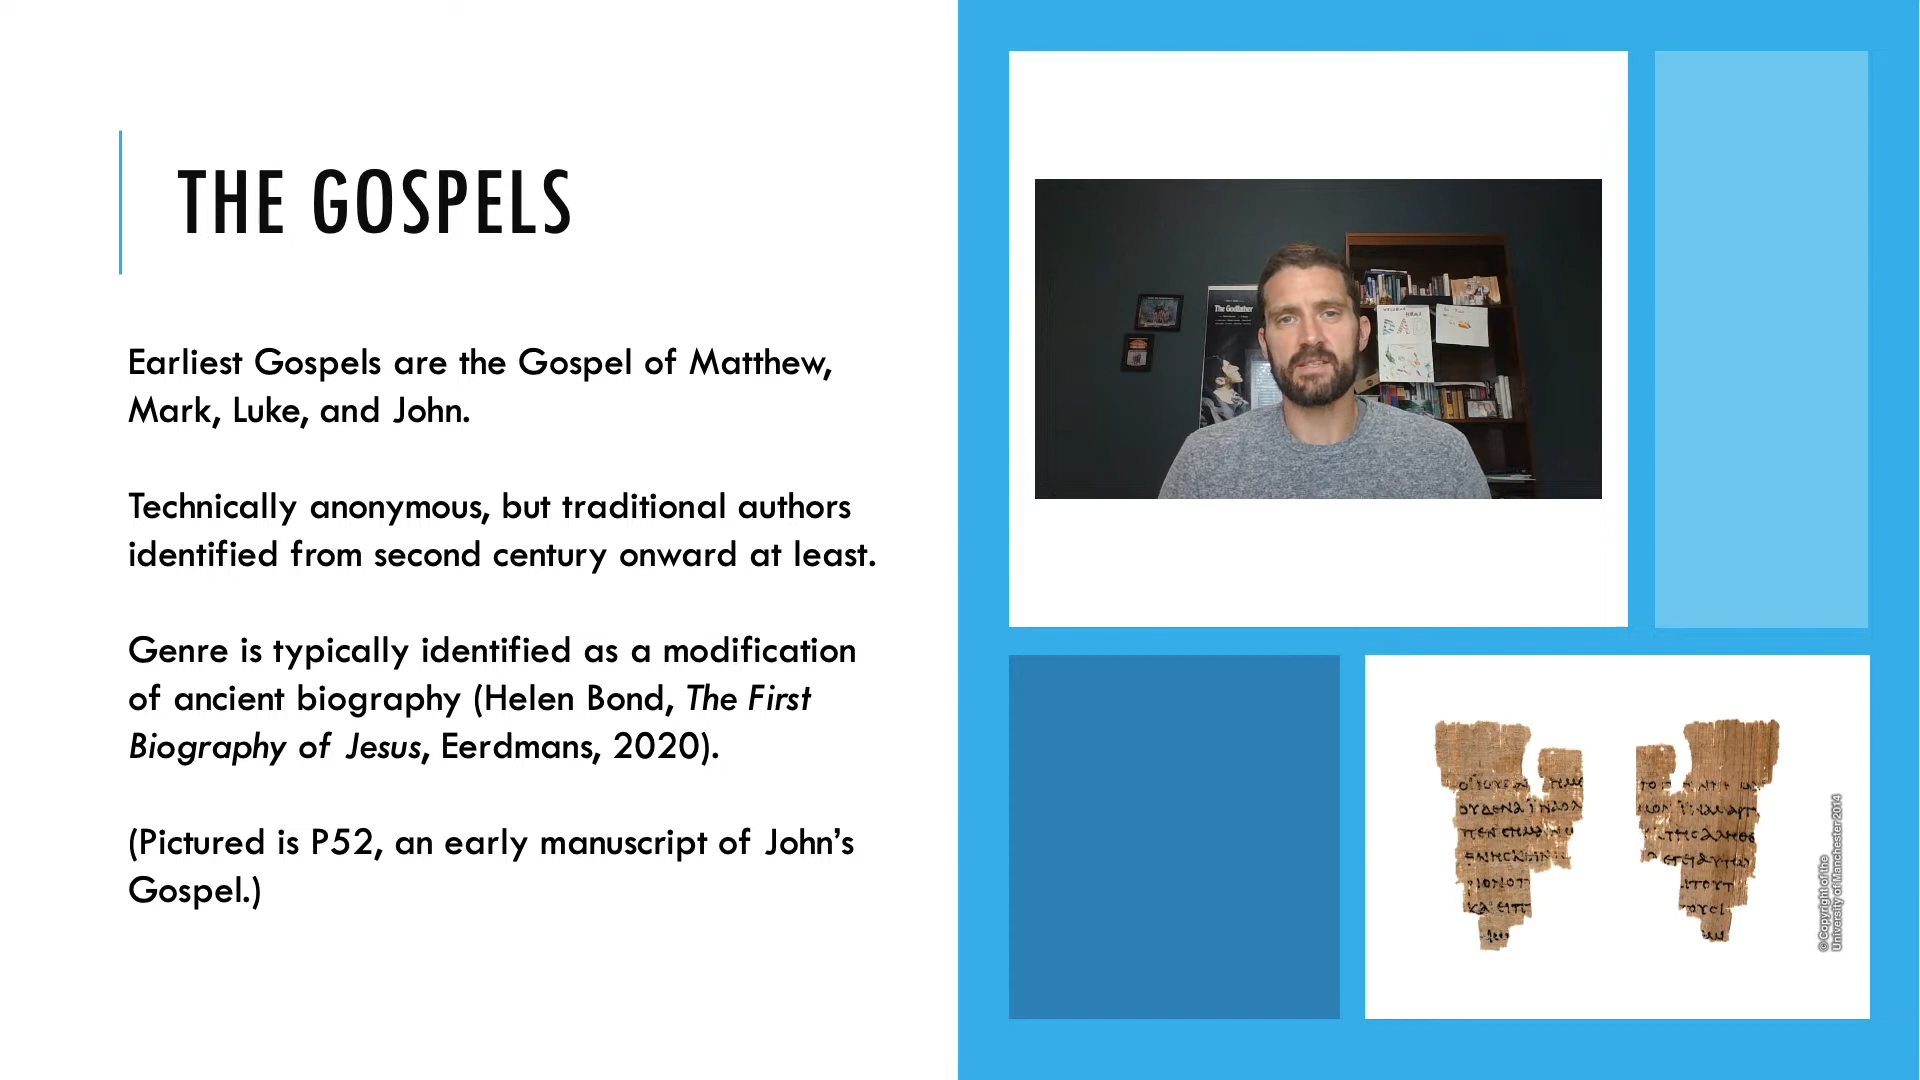 THE GOSPELS
Earliest Gospels are the Gospel of Matthew,
Mark, Luke, and John.
Technically anonymous, but traditional authors
identified from second century onward at least.
Genre is typically identified as a modification
of ancient biography (Helen Bond, The First
Biography of Jesus, Eerdmans, 2020).
(Pictured is P52, an early manuscript of John’s
Gospel.)
The Godfather
© Copyright of the
University of Manchester 2014